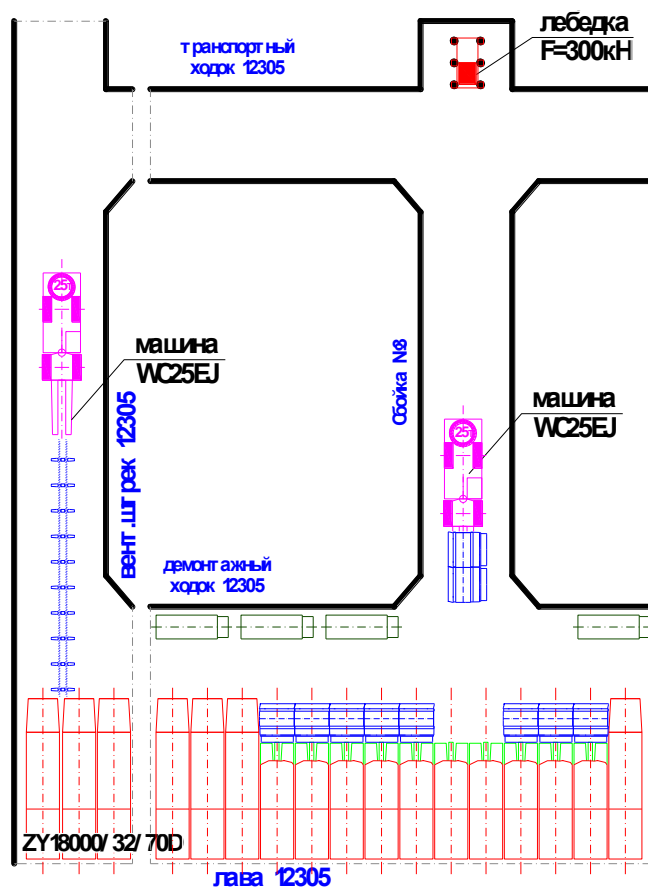 транспортный
ходок 12305
лебедка
F=300кН
25т
машина
WC25EJ
вент.штрек 12305
Сбойка №8
машина
WC25EJ
25т
демонтажный
ходок 12305
ZY18000/ 32/ 70D
лава 12305